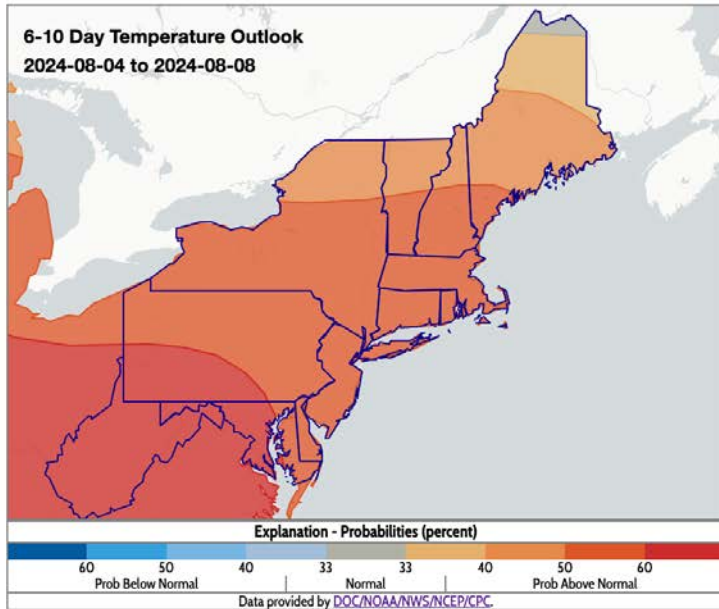 6-10 Day Temperature Outlook
2024-08-04 to 2024-08-08
Explanation - Probabilities (percent)
60 50 40 33 33 40 50 60
Prob Below Normal | Normal | Prob Above Normal
Data provided by DOC/NOAA/NWS/NCEP/CPC.